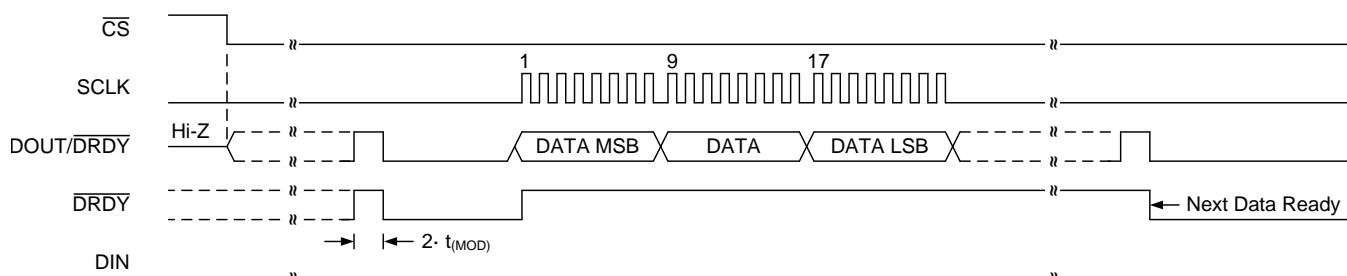 CS
SCLK
1 9 17
Hi-Z
DOUT/DRDY
DATA MSB DATA DATA LSB
DRDY
Next Data Ready
2· t(MOD)
DIN